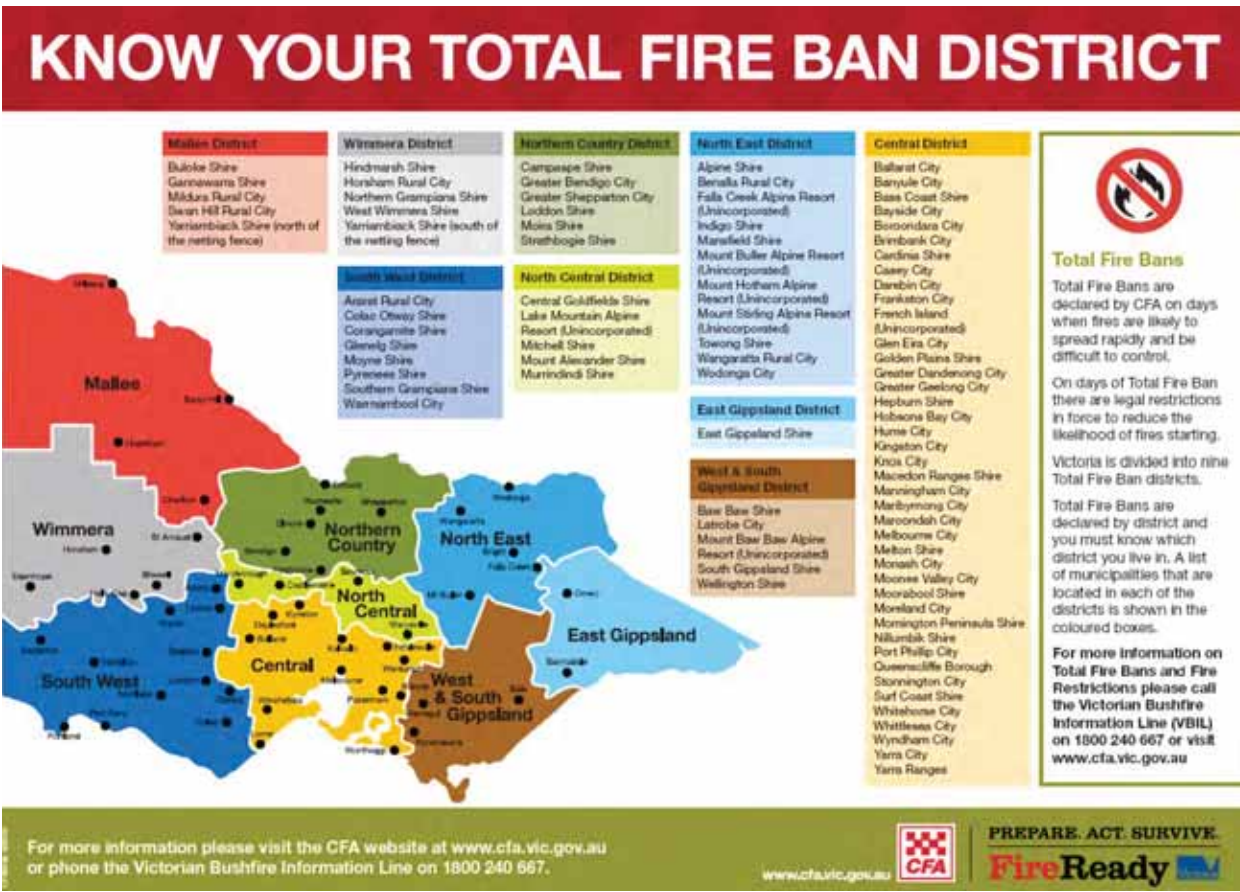 KNOW YOUR TOTAL FIRE BAN DISTRICT
Mallee District
Buloke Shire
Gannawarra Shire
Mildura Rural City
Swan Hill Rural City
Yarriambiack Shire (north of
the netting fence)
Wimmera District
Hindmarsh Shire
Horsham Rural City
Northern Grampians Shire
West Wimmera Shire
Yarriambiack Shire (south of
the netting fence)
South West District
Ararat Rural City
Colac Otway Shire
Corangamite Shire
Glenelg Shire
Moyne Shire
Pyrenees Shire
Southern Grampians Shire
Warrnambool City
Northern Country District
Campaspe Shire
Greater Bendigo City
Greater Shepparton City
Loddon Shire
Moira Shire
Strathbogie Shire
North Central District
Central Goldfields Shire
Lake Mountain Alpine
Resort (Unincorporated)
Mitchell Shire
Mount Alexander Shire
Murrindindi Shire
North East District
Alpine Shire
Benalla Rural City
Falls Creek Alpine Resort
(Unincorporated)
Indigo Shire
Mansfield Shire
Mount Buller Alpine Resort
(Unincorporated)
Mount Hotham Alpine
Resort (Unincorporated)
Mount Stirling Alpine Resort
(Unincorporated)
Towong Shire
Wangaratta Rural City
Wodonga City
East Gippsland District
East Gippsland Shire
West & South
Gippsland District
Baw Baw Shire
Latrobe City
Mount Baw Baw Alpine
Resort (Unincorporated)
South Gippsland Shire
Wellington Shire
Central District
Ballarat City
Banyule City
Bass Coast Shire
Bayside City
Boroondara City
Brimbank City
Cardinia Shire
Casey City
Darebin City
Frankston City
French Island
(Unincorporated)
Glen Eira City
Golden Plains Shire
Greater Dandenong City
Greater Geelong City
Hepburn Shire
Hobsons Bay City
Hume City
Kingston City
Knox City
Macedon Ranges Shire
Manningham City
Maribyrnong City
Maroondah City
Melbourne City
Melton Shire
Monash City
Moonee Valley City
Moorabool Shire
Moreland City
Mornington Peninsula Shire
Nillumbik Shire
Port Phillip City
Queenscliffe Borough
Stonnington City
Surf Coast Shire
Whitehorse City
Whittlesea City
Wyndham City
Yarra City
Yarra Ranges
Total Fire Bans
Total Fire Bans are
declared by CFA on days
when fires are likely to
spread rapidly and be
difficult to control.
On days of Total Fire Ban
there are legal restrictions
in force to reduce the
likelihood of fires starting.
Victoria is divided into nine
Total Fire Ban districts.
Total Fire Bans are
declared by district and
you must know which
district you live in. A list
of municipalities that are
located in each of the
districts is shown in the
coloured boxes.
For more information on
Total Fire Bans and Fire
Restrictions please call
the Victorian Bushfire
Information Line (VBIL)
on 1800 240 667 or visit
www.cfa.vic.gov.au
Mallee
Wimmera
Horsham
St Arnaud
Charlton
Northern
Country
Shepparton
Bendigo
North East
Wangaratta
Wodonga
Bright
Falls Creek
North
Central
East Gippsland
Omeo
Bairnsdale
Central
Ballarat
Melbourne
South West
Hamilton
Portland
West
& South
Gippsland
Sale
Wonthaggi
For more information please visit the CFA website at www.cfa.vic.gov.au
or phone the Victorian Bushfire Information Line on 1800 240 667.
www.cfa.vic.gov.au
CFA
PREPARE. ACT. SURVIVE.
FireReady